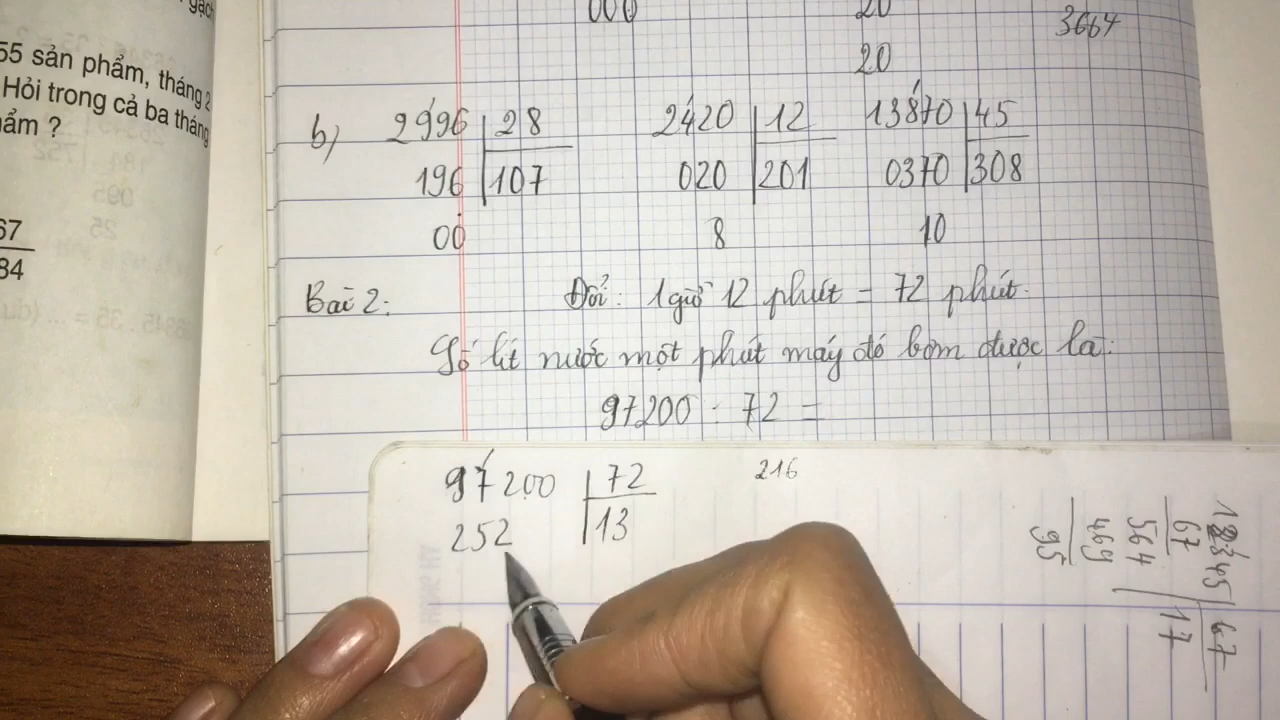 gạch
55 sản phẩm, tháng 2
Hỏi trong cả ba tháng
ẩm ?
67
84
000
20
20
3664
b) 2996 28 2420 12 13870 45
196 107 020 201 0370 308
00 8 10
Bài 2: Đổi: 1 giờ 12 phút = 72 phút.
Số lít nước một phút máy đó bơm được là:
97200 : 72 =
97200 72 216
252 13
12345 67
67 17
564
469
95